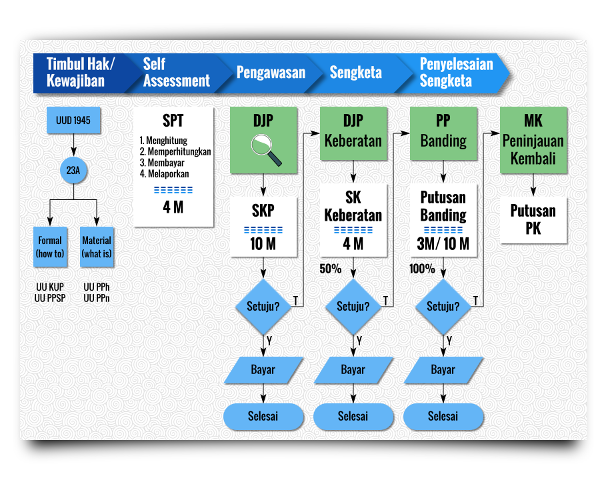 Timbul Hak/
Kewajiban
Self
Assessment
Pengawasan
Sengketa
Penyelesaian
Sengketa
UUD 1945
23A
Formal
(how to)
Material
(what is)
UU KUP
UU PPSP
UU PPh
UU PPn
SPT
1. Menghitung
2. Memperhitungkan
3. Membayar
4. Melaporkan
4 M
DJP
SKP
10 M
Setuju?
T
Y
Bayar
Selesai
DJP
Keberatan
SK
Keberatan
4 M
50%
Setuju?
T
Y
Bayar
Selesai
PP
Banding
Putusan
Banding
3M/ 10 M
100%
Setuju?
T
Y
Bayar
Selesai
MK
Peninjauan
Kembali
Putusan
PK